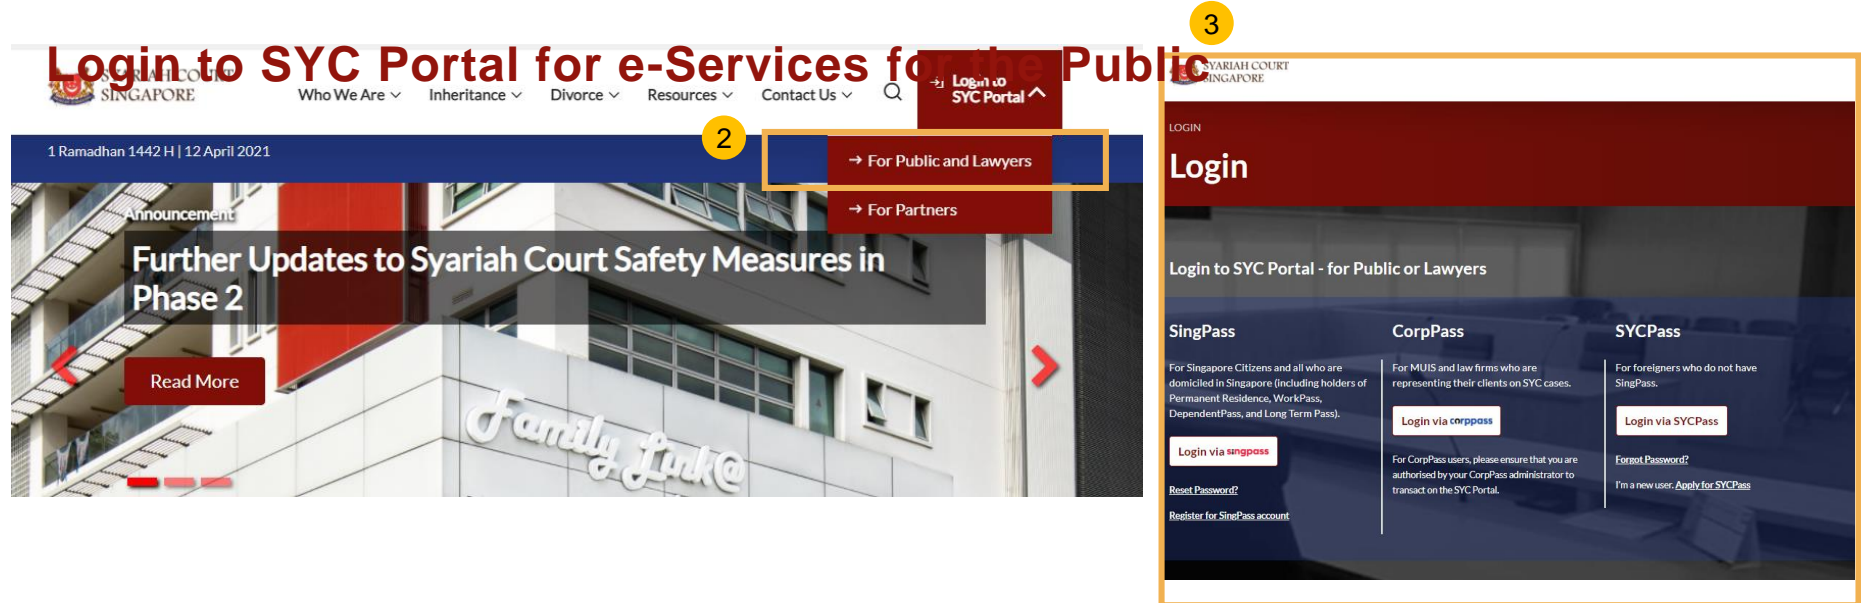 3
Login to SYC Portal for e-Services for the Public
SYARIAH COURT
SINGAPORE
Who We Are
Inheritance
Divorce
Resources
Contact Us
Login to
SYC Portal
2
1 Ramadhan 1442 H | 12 April 2021
→ For Public and Lawyers
→ For Partners
Announcement
Further Updates to Syariah Court Safety Measures in
Phase 2
Read More
Family Link@
SYARIAH COURT
SINGAPORE
LOGIN
Login
Login to SYC Portal - for Public or Lawyers
SingPass
For Singapore Citizens and all who are
domiciled in Singapore (including holders of
Permanent Residence, WorkPass,
DependentPass, and Long Term Pass).
Login via singpass
Reset Password?
Register for SingPass account
CorpPass
For MUIS and law firms who are
representing their clients on SYC cases.
Login via corppass
For CorpPass users, please ensure that you are
authorised by your CorpPass administrator to
transact on the SYC Portal.
SYCPass
For foreigners who do not have
SingPass.
Login via SYCPass
Forgot Password?
I'm a new user. Apply for SYCPass